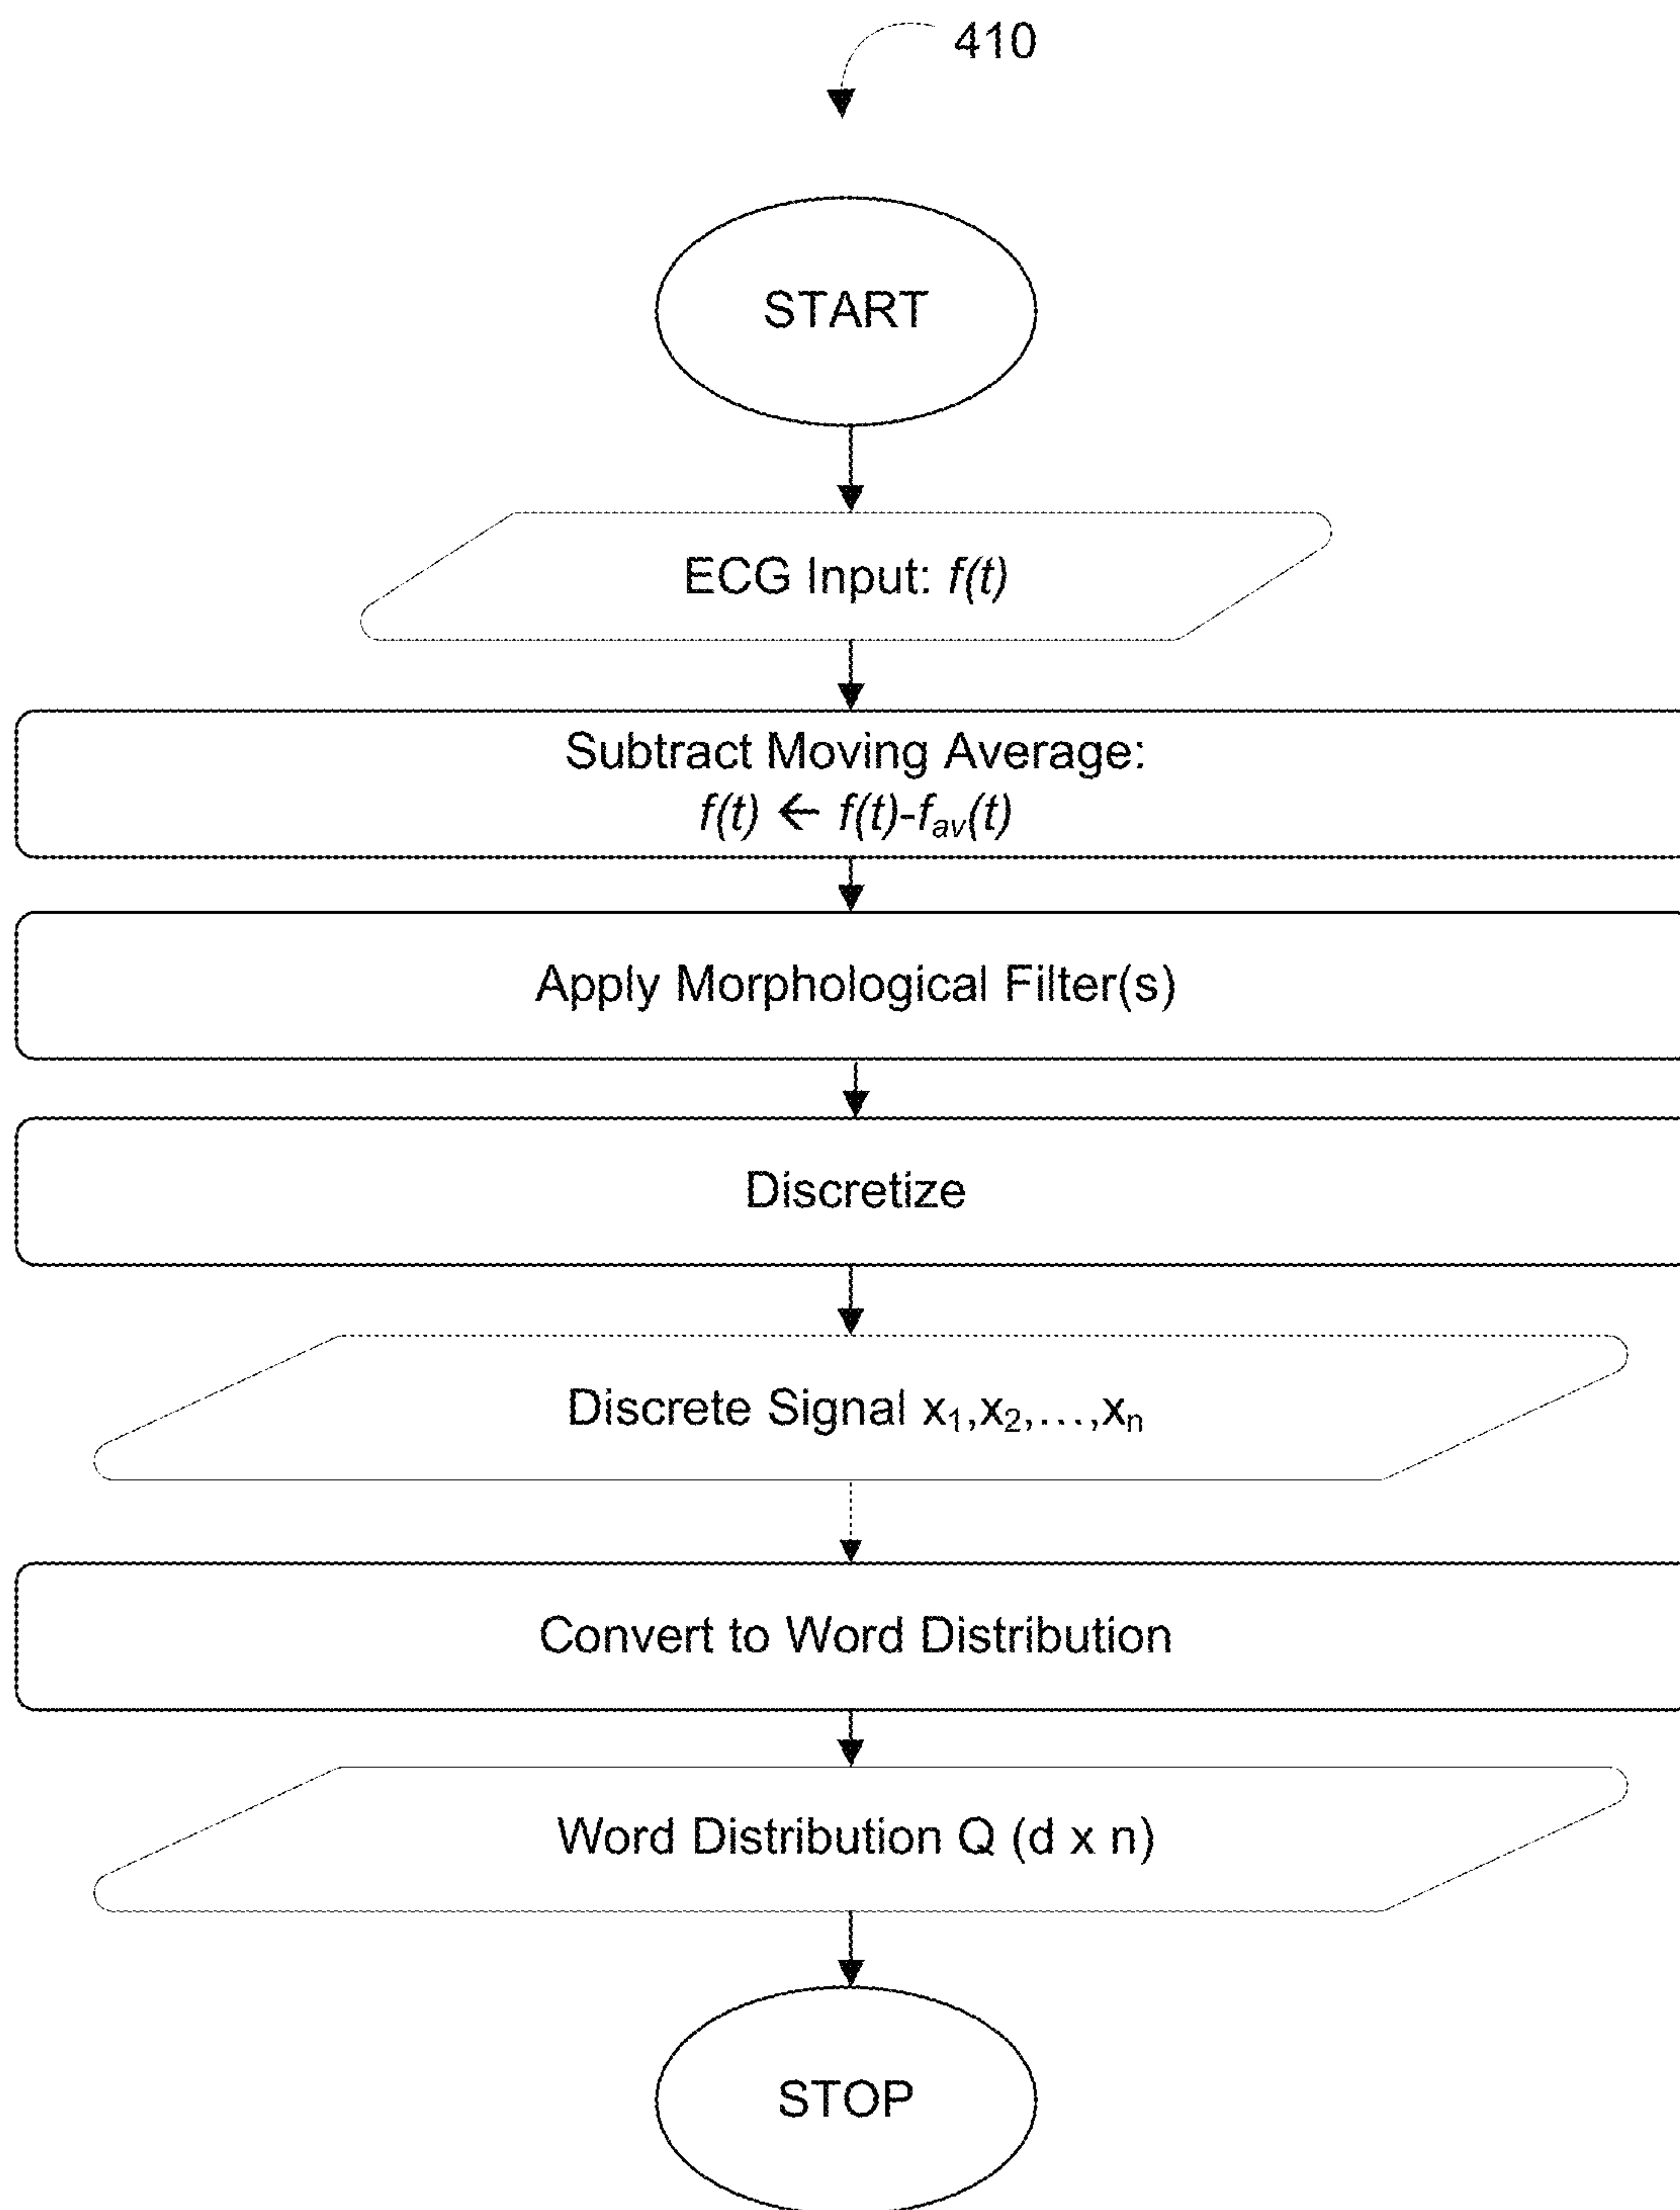 410
START
ECG Input: f(t)
Subtract Moving Average:
f(t) ← f(t)-fav(t)
Apply Morphological Filter(s)
Discretize
Discrete Signal x1,x2,...,xn
Convert to Word Distribution
Word Distribution Q (d x n)
STOP